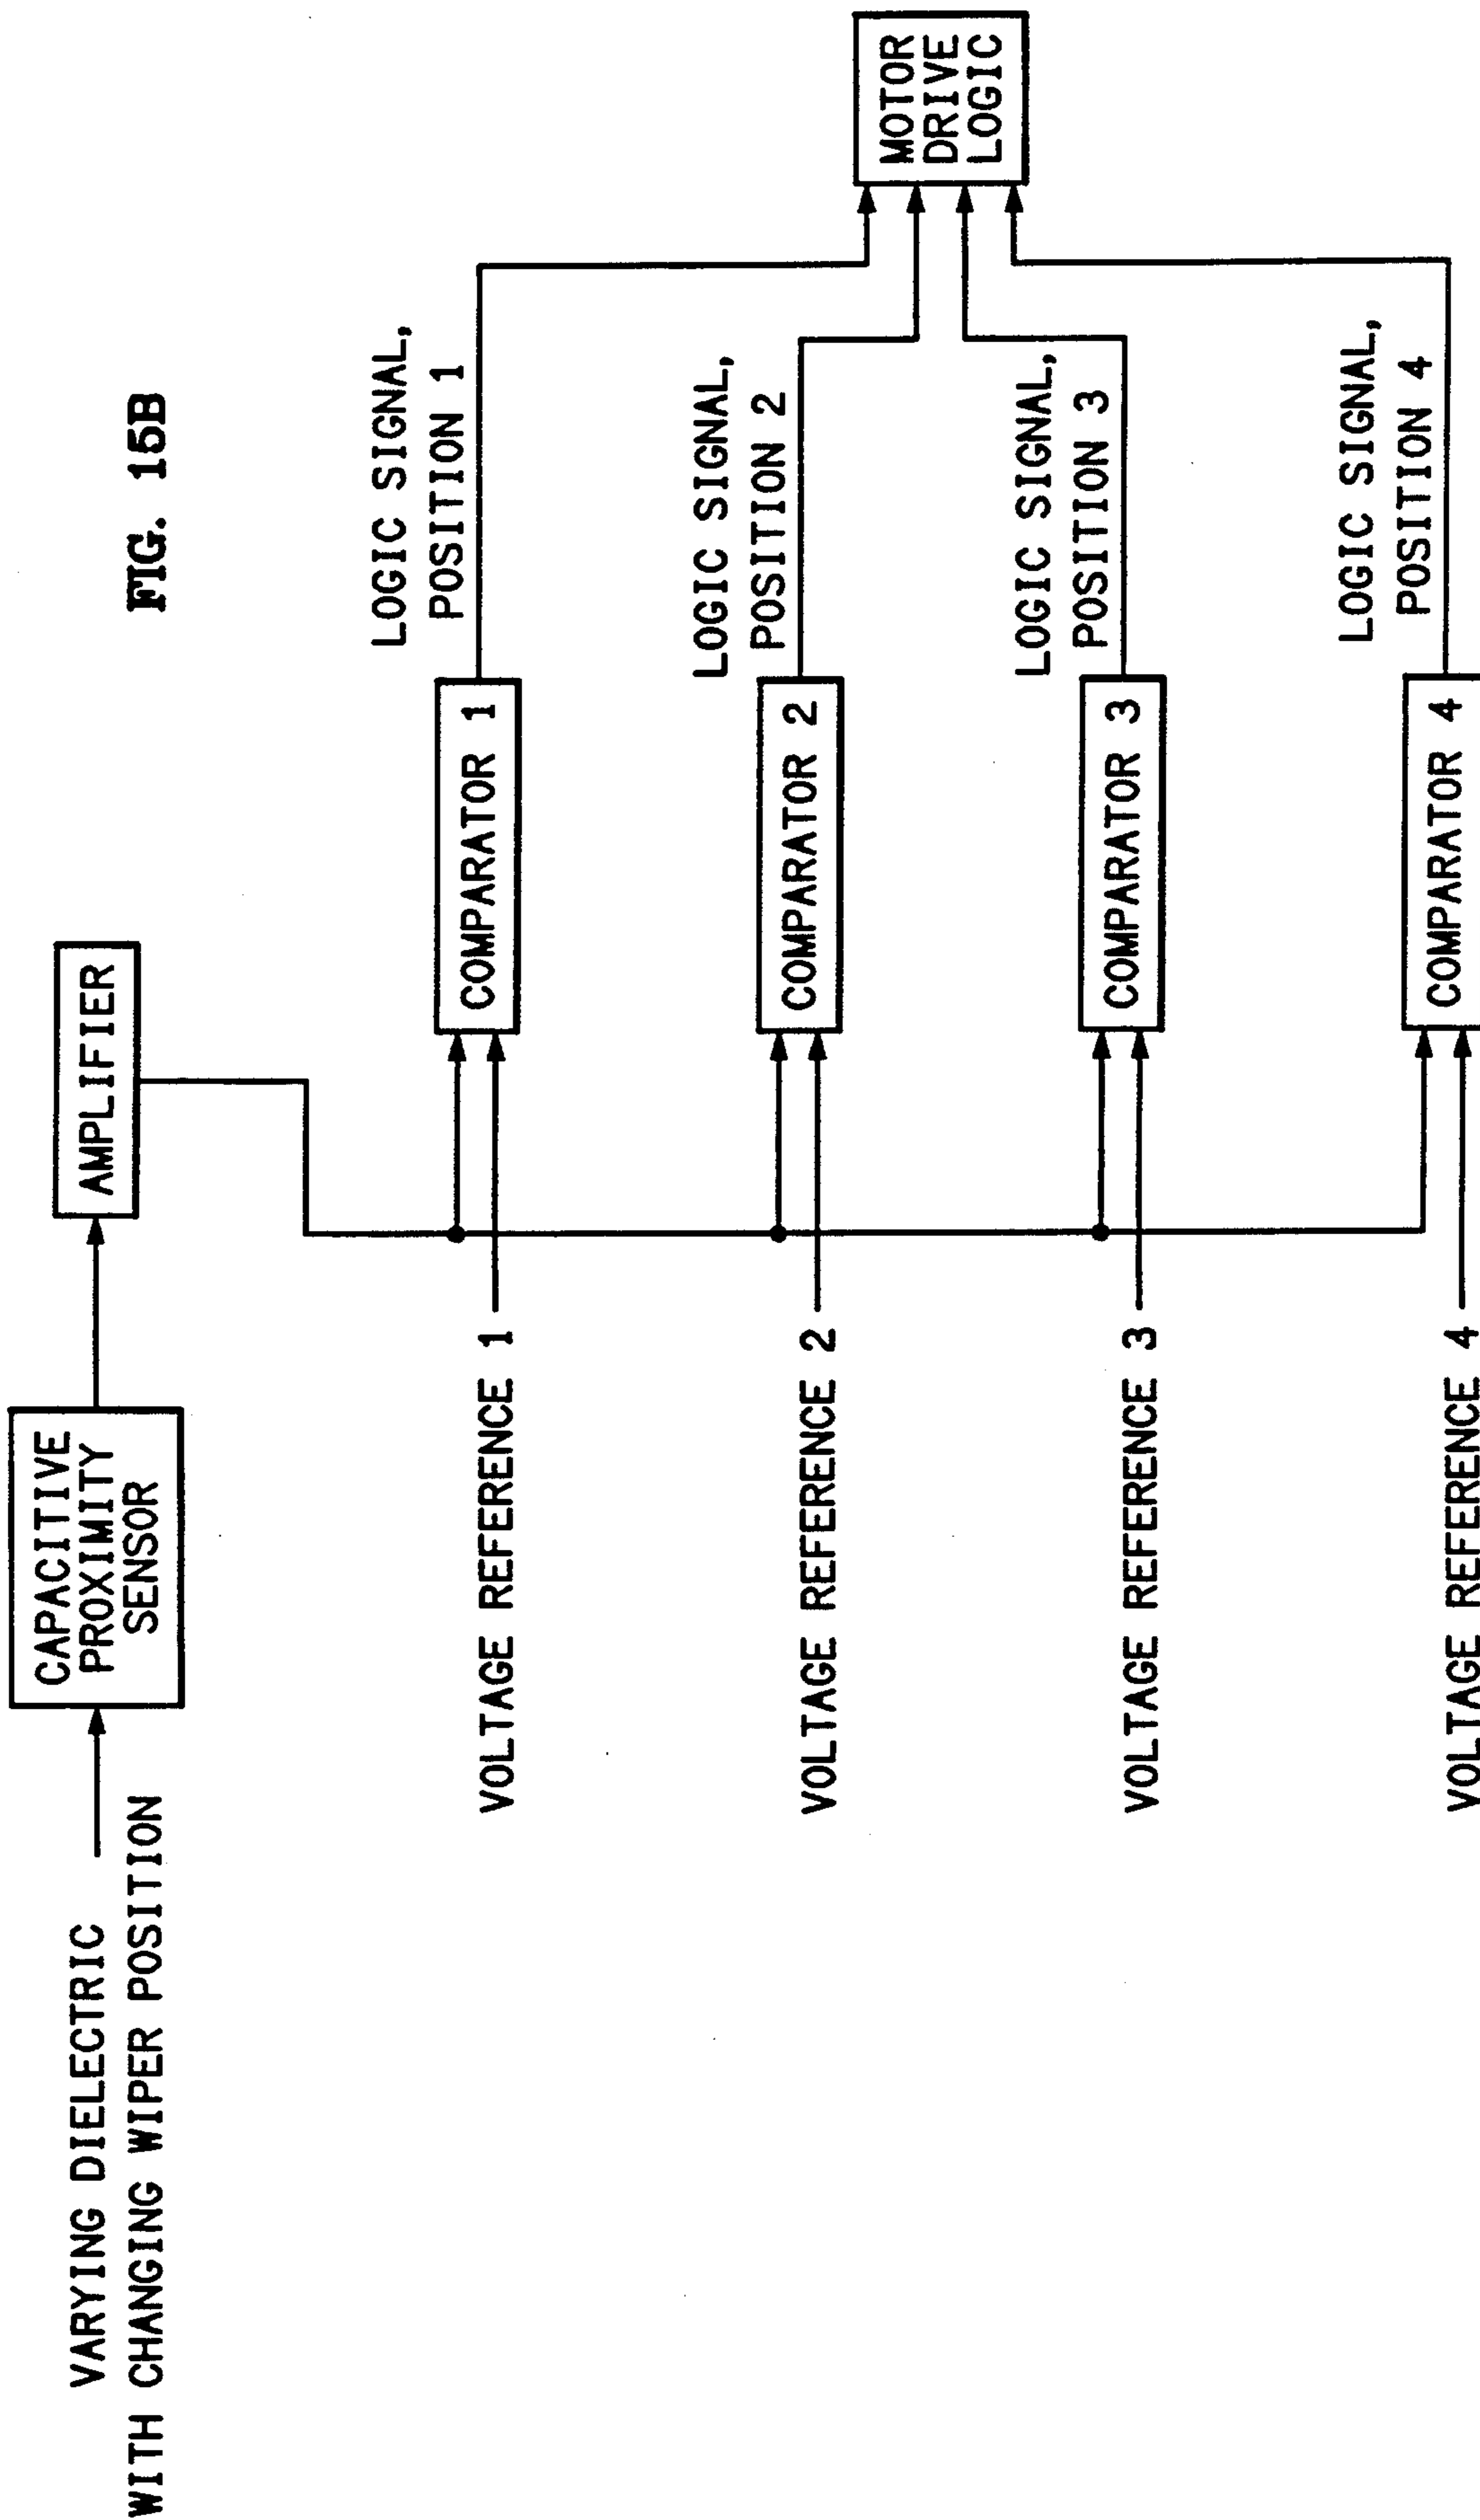 FIG. 15B
VARYING DIELECTRIC
WITH CHANGING WIPER POSITION
CAPACITIVE
PROXIMITY
SENSOR
AMPLIFIER
VOLTAGE REFERENCE 1
COMPARATOR 1
LOGIC SIGNAL,
POSITION 1
VOLTAGE REFERENCE 2
COMPARATOR 2
LOGIC SIGNAL,
POSITION 2
VOLTAGE REFERENCE 3
COMPARATOR 3
LOGIC SIGNAL,
POSITION 3
VOLTAGE REFERENCE 4
COMPARATOR 4
LOGIC SIGNAL,
POSITION 4
MOTOR
DRIVE
LOGIC